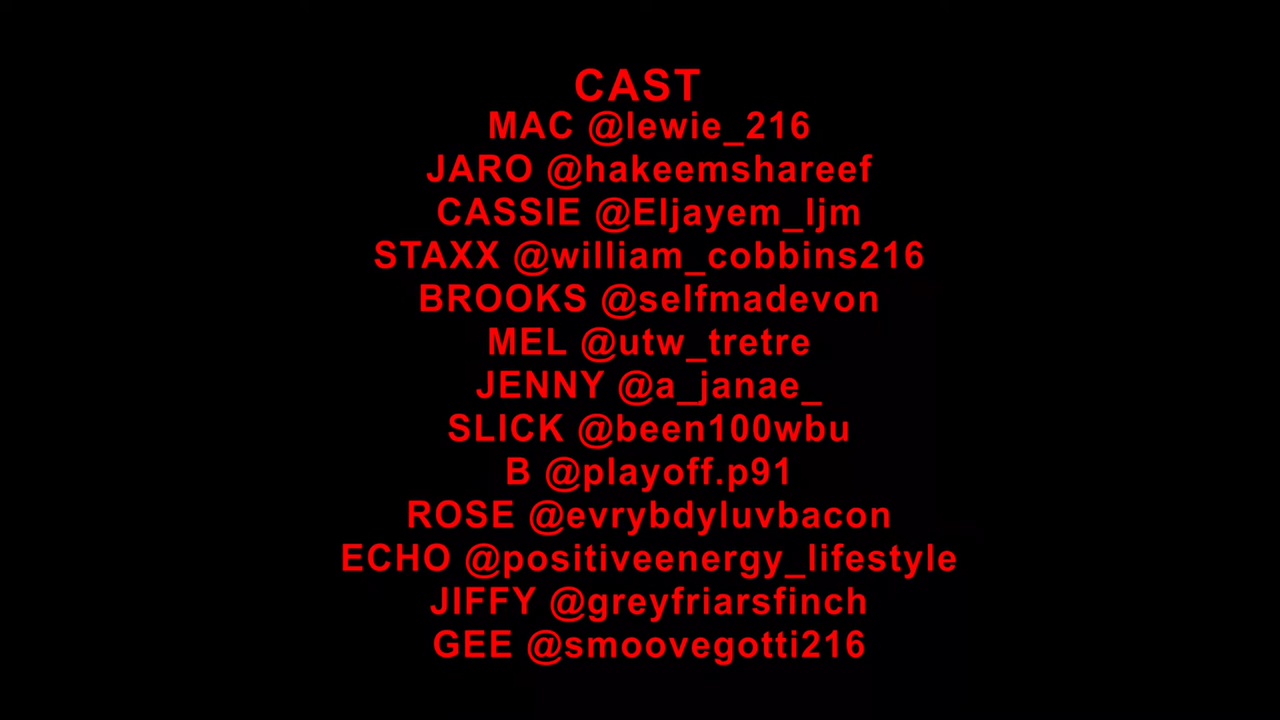 CAST
MAC @lewie_216
JARO @hakeemshareef
CASSIE @Eljayem_ljm
STAXX @william_cobbins216
BROOKS @selfmadevon
MEL @utw_tretre
JENNY @a_janae_
SLICK @been100wbu
B @playoff.p91
ROSE @evrybdyluvbacon
ECHO @positiveenergy_lifestyle
JIFFY @greyfriarsfinch
GEE @smoovegotti216